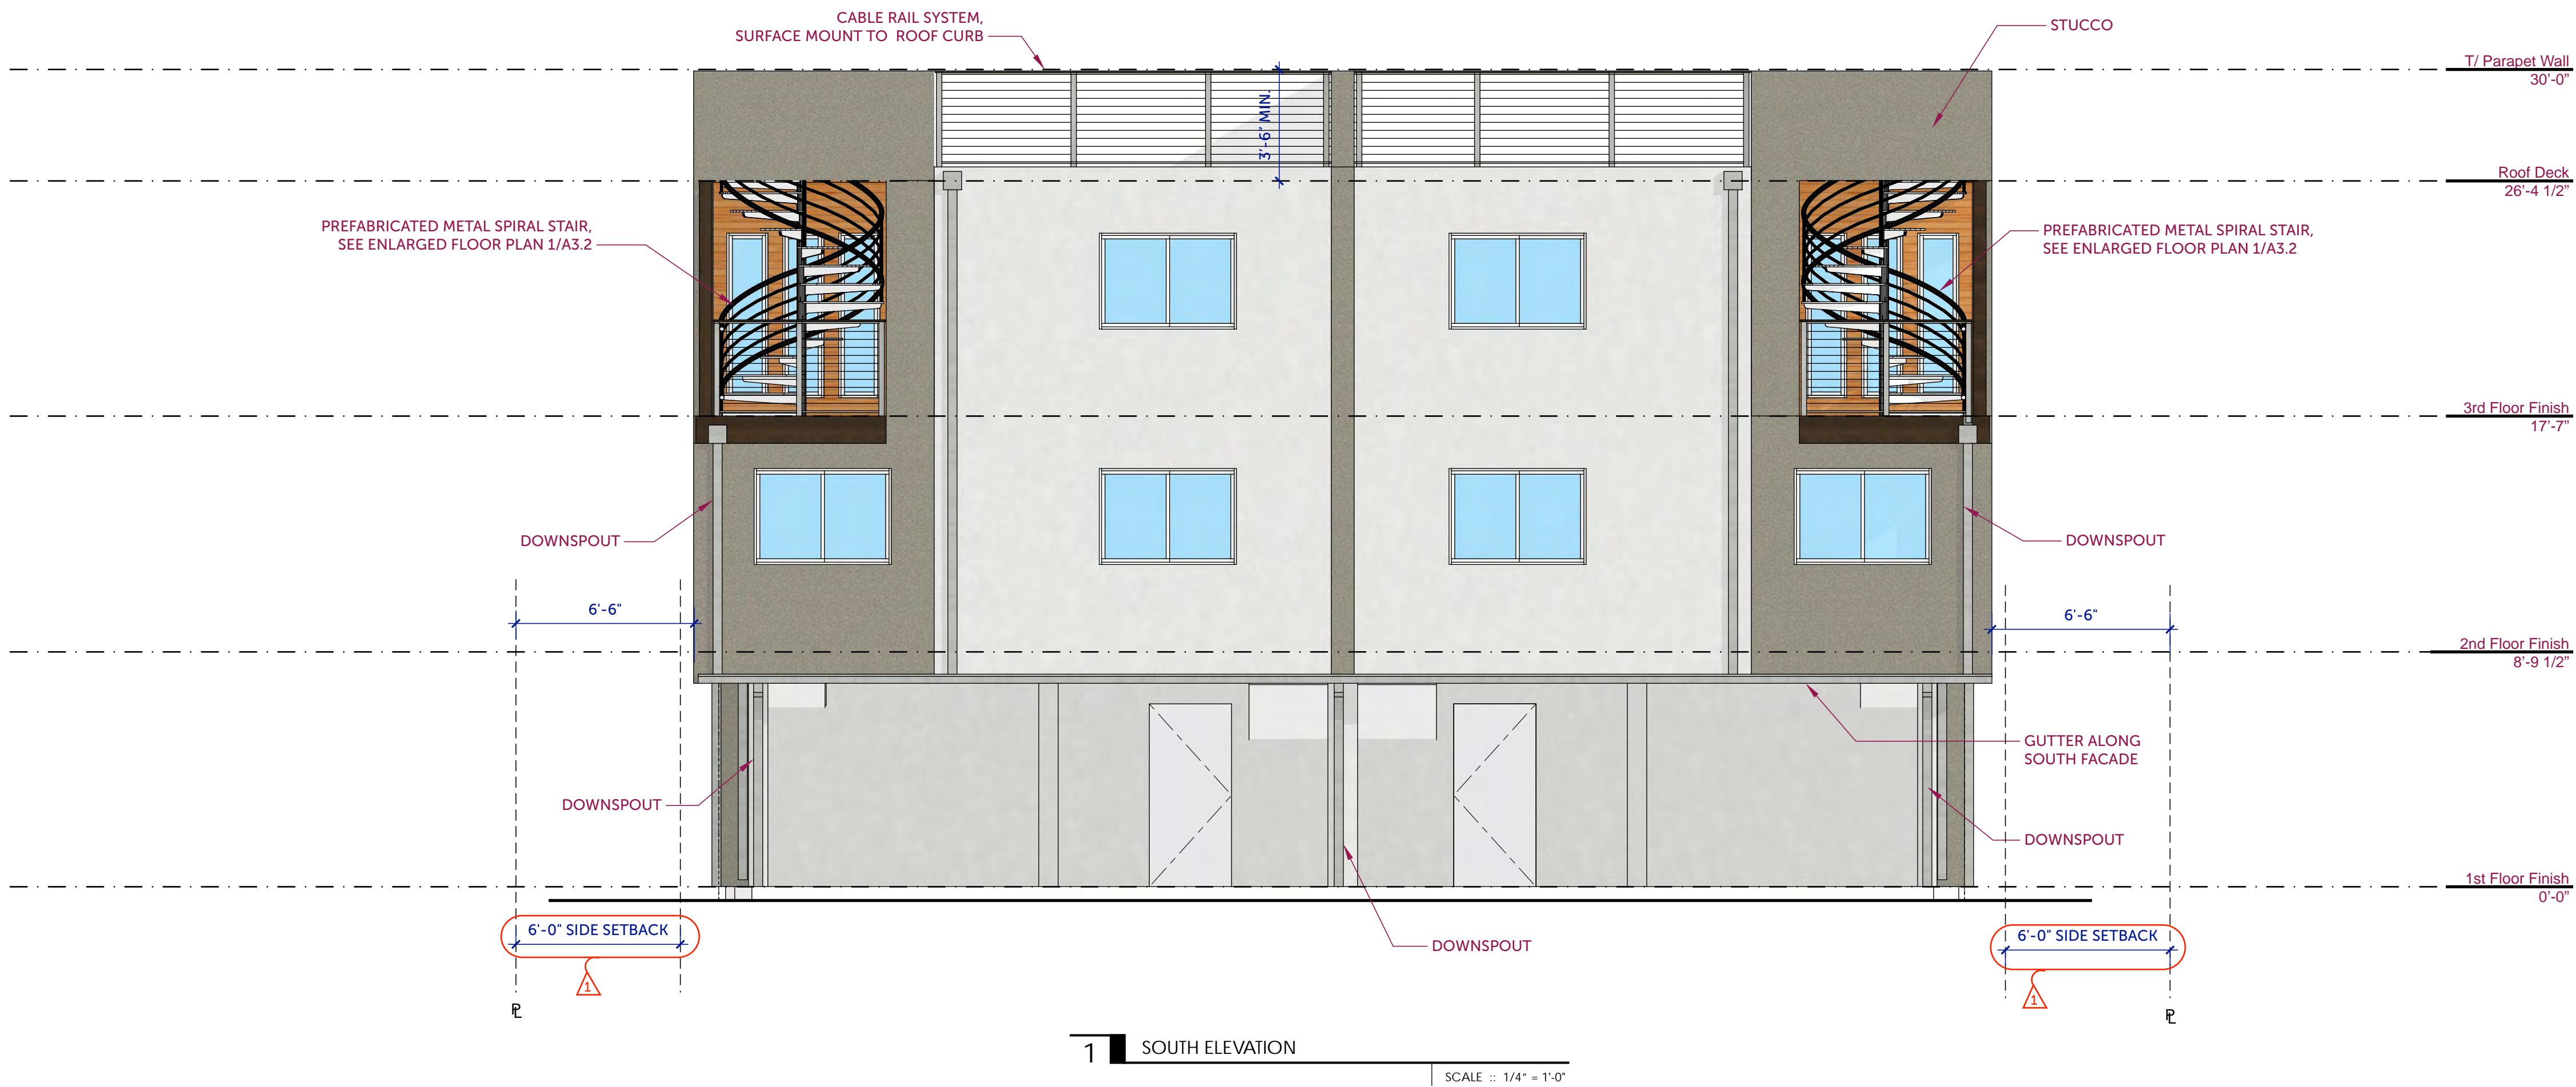 CABLE RAIL SYSTEM,
SURFACE MOUNT TO ROOF CURB
STUCCO
T/ Parapet Wall
30'-0"
3'-6" MIN.
Roof Deck
26'-4 1/2"
PREFABRICATED METAL SPIRAL STAIR,
SEE ENLARGED FLOOR PLAN 1/A3.2
PREFABRICATED METAL SPIRAL STAIR,
SEE ENLARGED FLOOR PLAN 1/A3.2
3rd Floor Finish
17'-7"
DOWNSPOUT
DOWNSPOUT
6'-6"
6'-6"
2nd Floor Finish
8'-9 1/2"
GUTTER ALONG
SOUTH FACADE
DOWNSPOUT
DOWNSPOUT
1st Floor Finish
0'-0"
6'-0" SIDE SETBACK
6'-0" SIDE SETBACK
DOWNSPOUT
1
1
PL
PL
1 SOUTH ELEVATION
SCALE :: 1/4" = 1'-0"